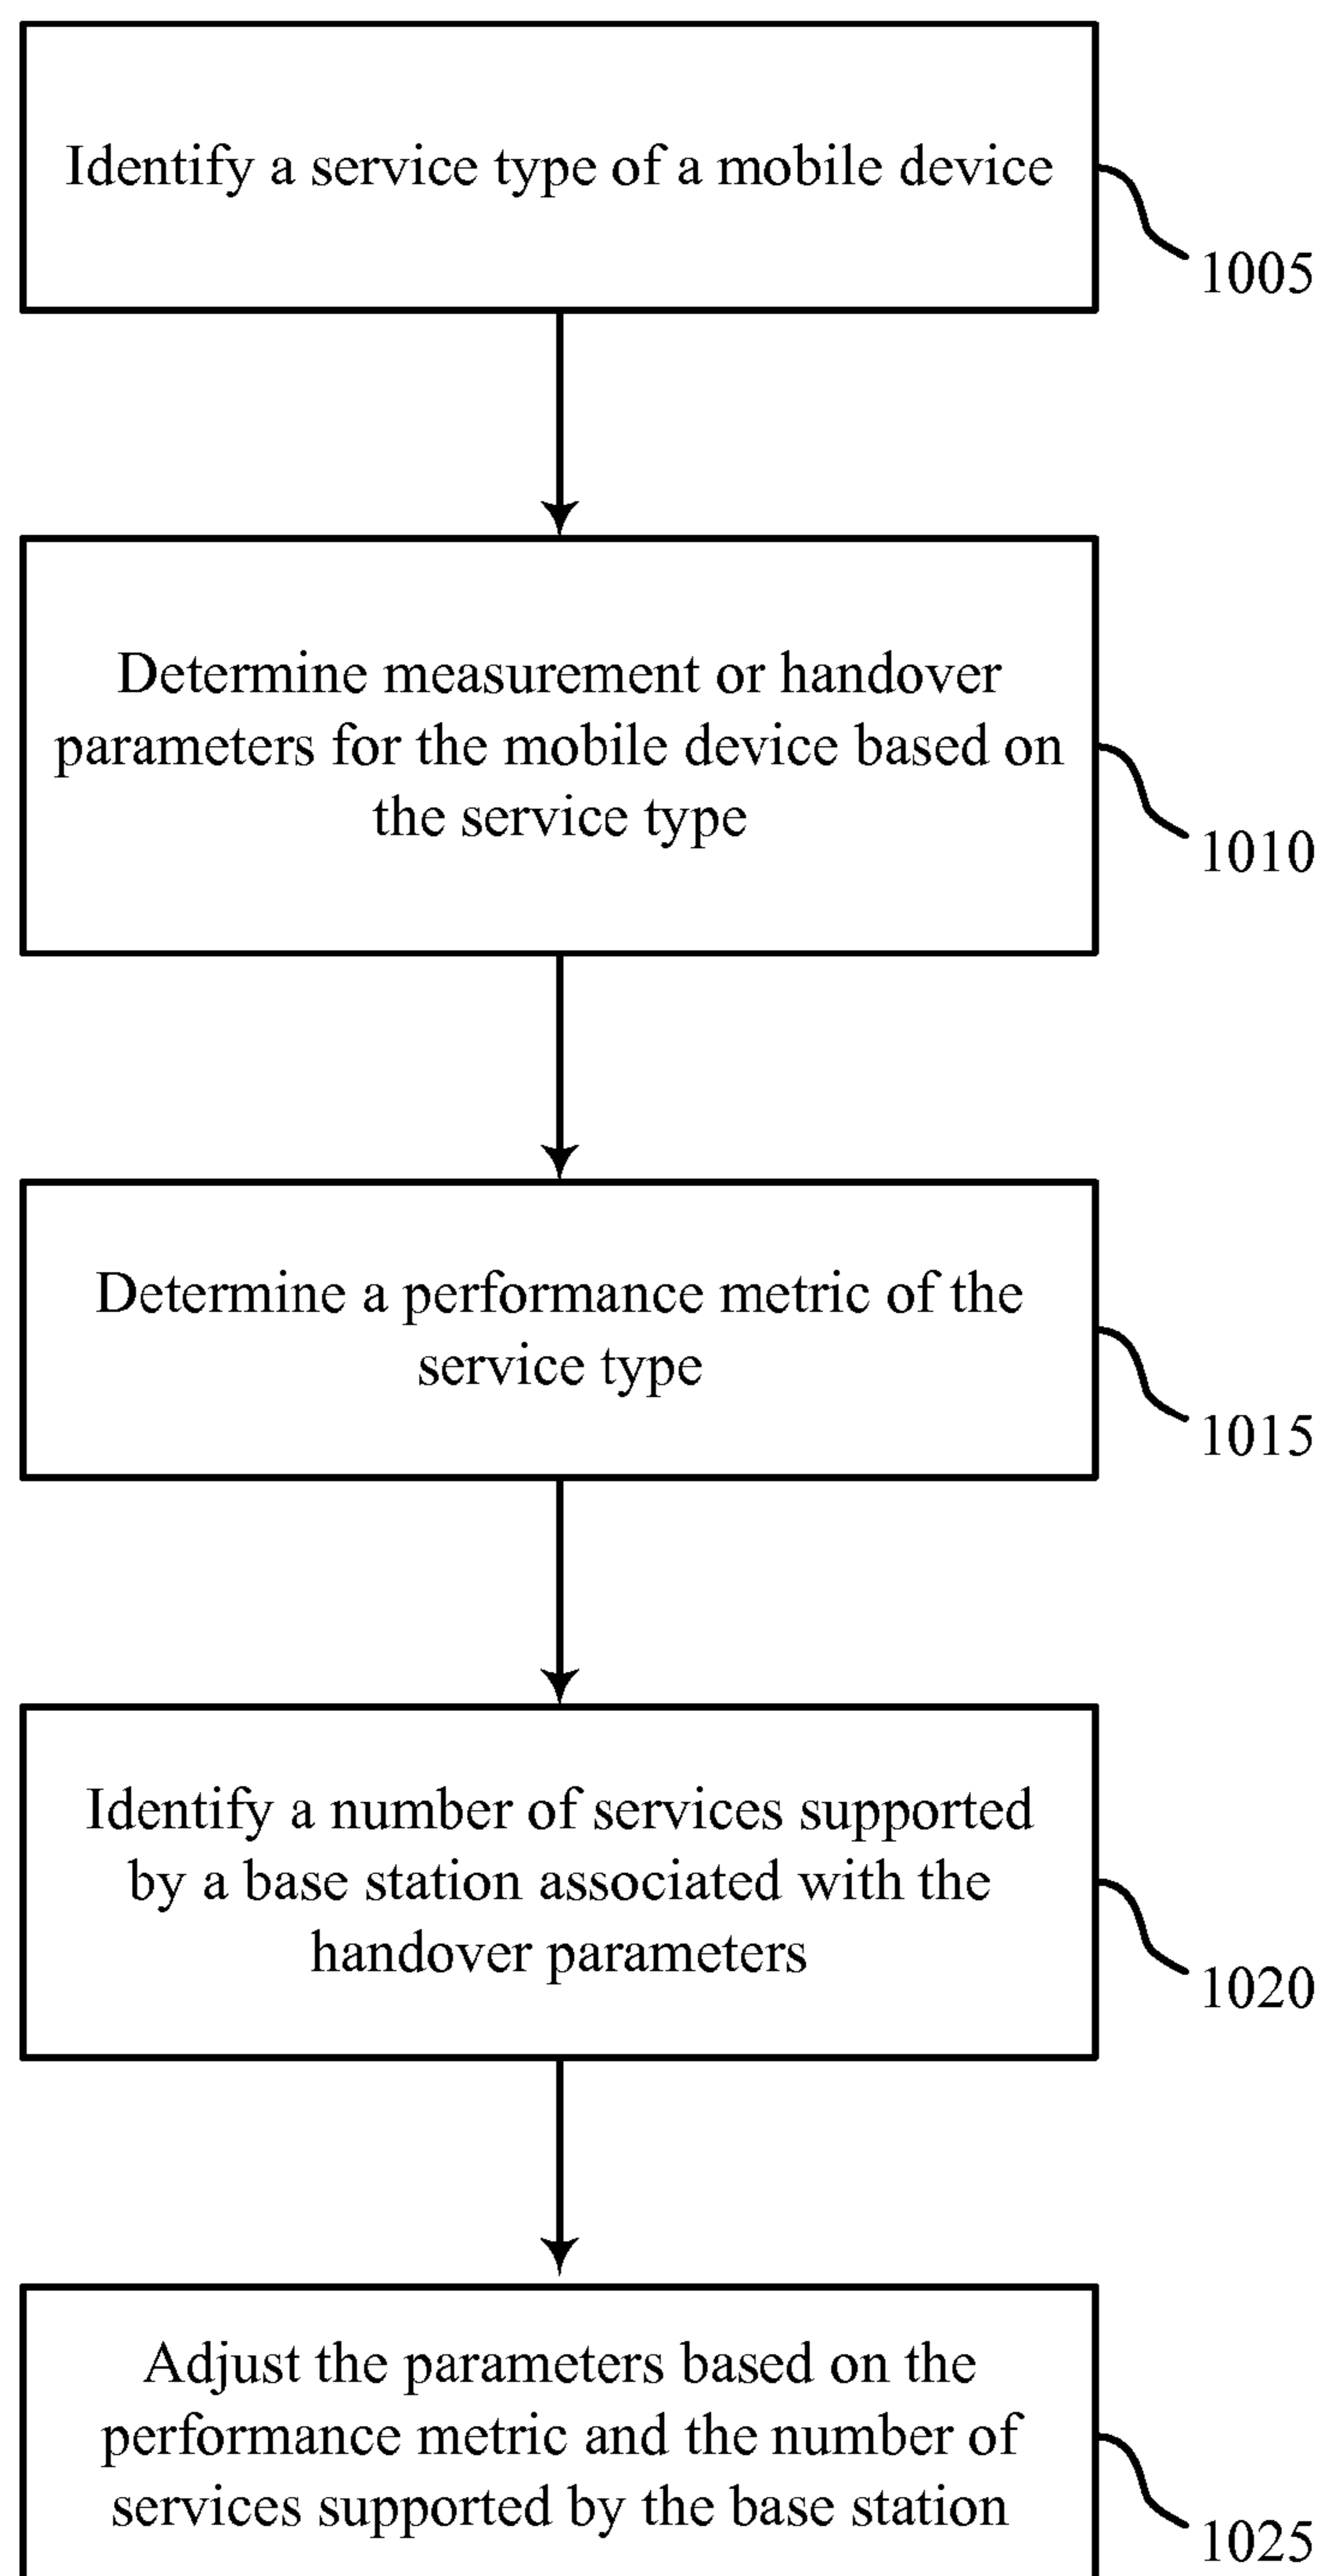 Identify a service type of a mobile device
1005
Determine measurement or handover
parameters for the mobile device based on
the service type
1010
Determine a performance metric of the
service type
1015
Identify a number of services supported
by a base station associated with the
handover parameters
1020
Adjust the parameters based on the
performance metric and the number of
services supported by the base station
1025